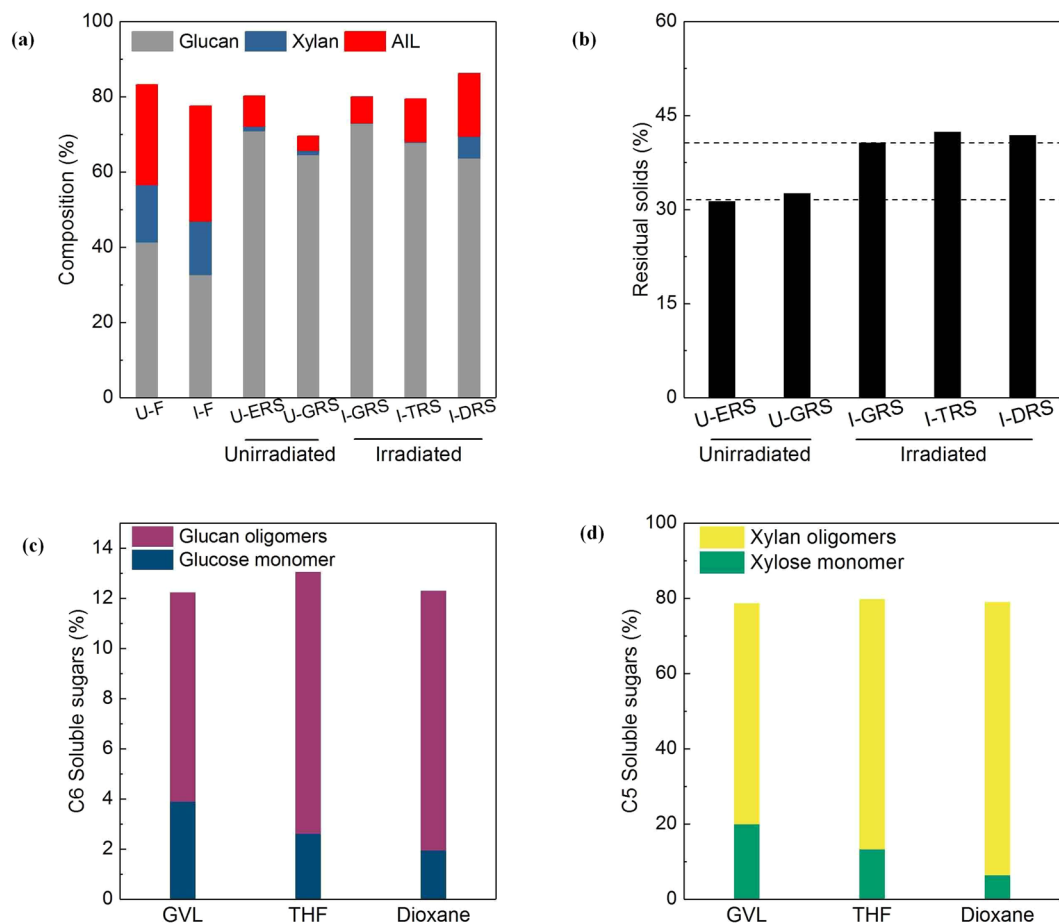 (a)
Composition (%)
100
80
60
40
20
0
Glucan Xylan AIL
U-F I-F U-ERS U-GRS I-GRS I-TRS I-DRS
Unirradiated Irradiated
(b)
Residual solids (%)
60
45
30
15
0
U-ERS U-GRS I-GRS I-TRS I-DRS
Unirradiated Irradiated
(c)
C6 Soluble sugars (%)
14
12
10
8
6
4
2
0
Glucan oligomers
Glucose monomer
GVL THF Dioxane
(d)
C5 Soluble sugars (%)
100
80
60
40
20
0
Xylan oligomers
Xylose monomer
GVL THF Dioxane